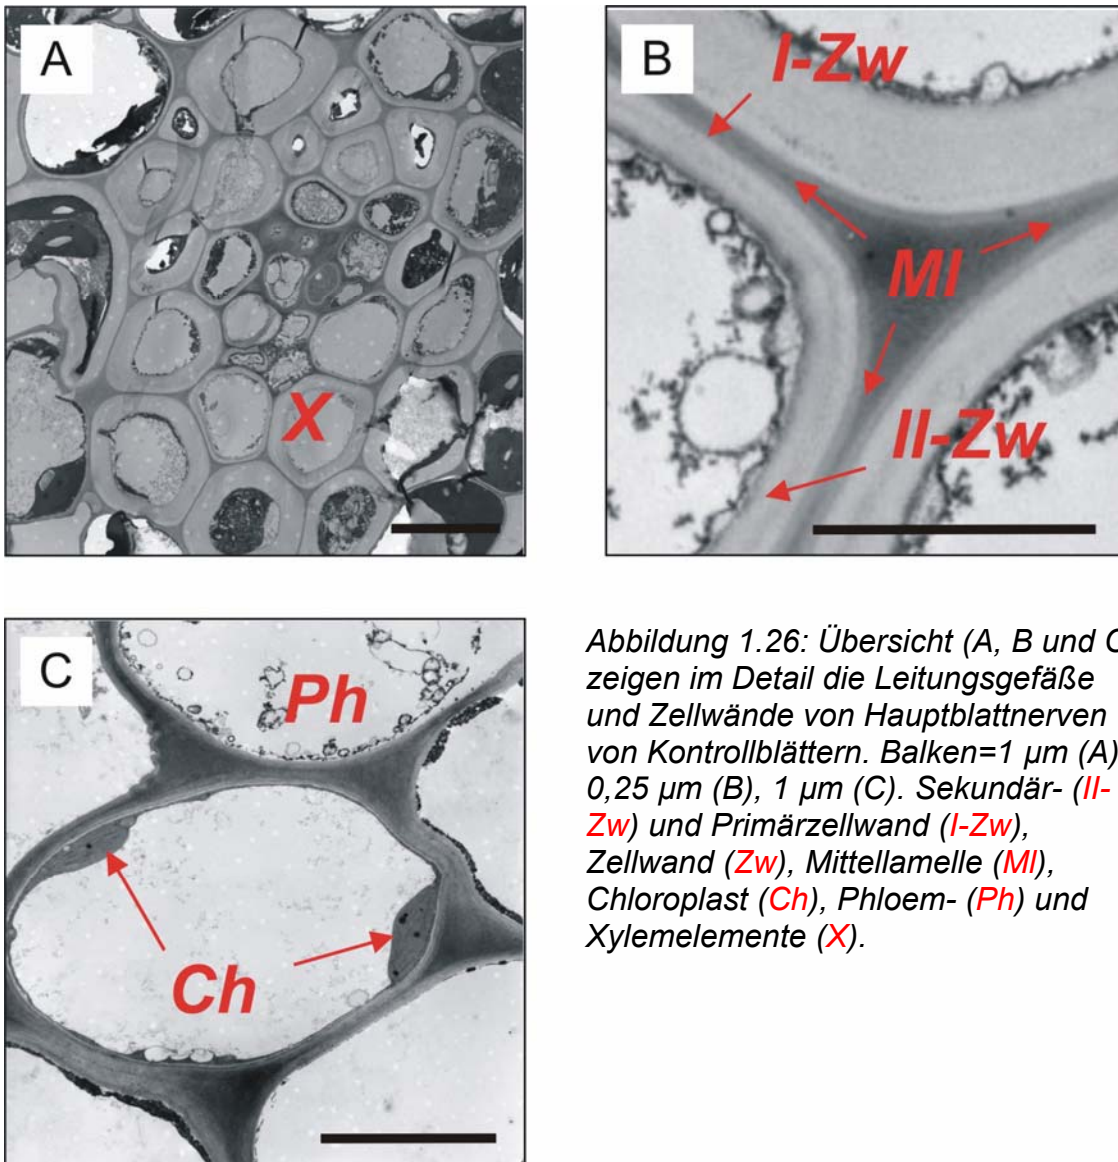 A
X
B
I-Zw
Ml
II-Zw
C
Ph
Ch
Abbildung 1.26: Übersicht (A, B und C
zeigen im Detail die Leitungsgefäße
und Zellwände von Hauptblattnerven
von Kontrollblättern. Balken=1 µm (A)
0,25 µm (B), 1 µm (C). Sekundär- (II-
Zw) und Primärzellwand (I-Zw),
Zellwand (Zw), Mittellamelle (Ml),
Chloroplast (Ch), Phloem- (Ph) und
Xylemelemente (X).